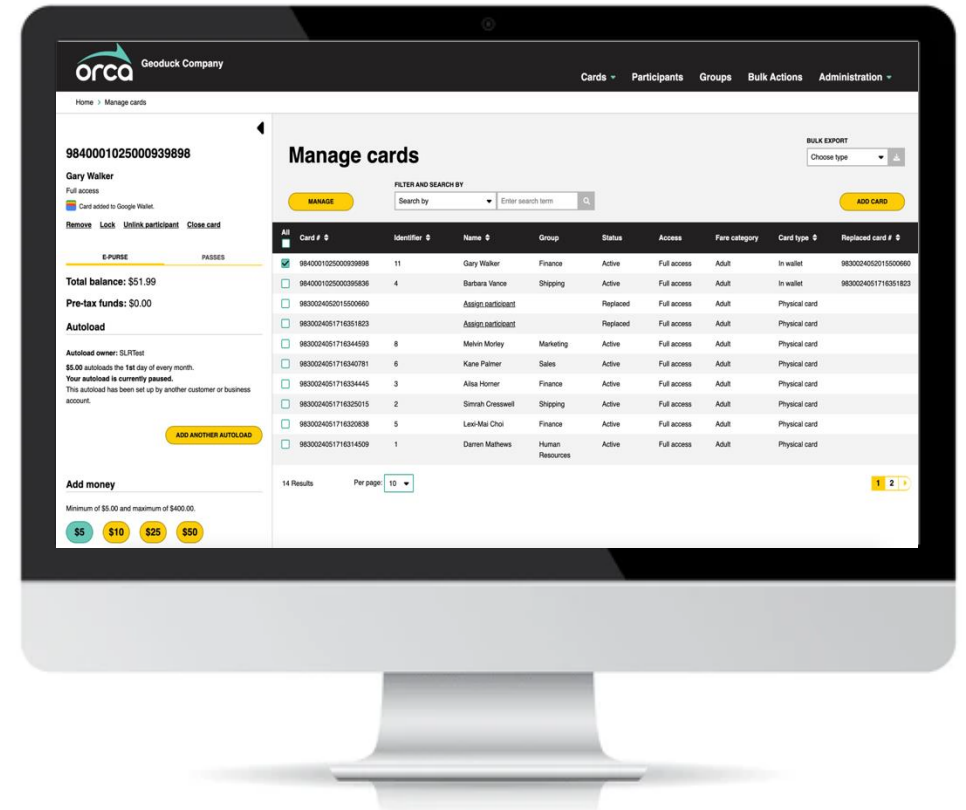 orca
Geoduck Company
Cards Participants Groups Bulk Actions Administration
Home > Manage cards
9840001025000939898
Gary Walker
Full access
Card added to Google Wallet.
Remove Lock Unlink participant Close card
E-PURSE PASSES
Total balance: $51.99
Pre-tax funds: $0.00
Autoload
Autoload owner: SLRTest
$5.00 autoloads the 1st day of every month.
Your autoload is currently paused.
This autoload has been set up by another customer or business
account.
ADD ANOTHER AUTOLOAD
Add money
Minimum of $5.00 and maximum of $400.00.
$5 $10 $25 $50
Manage cards
BULK EXPORT
Choose type
MANAGE
FILTER AND SEARCH BY
Search by Enter search term
ADD CARD
All Card # Identifier Name Group Status Access Fare category Card type Replaced card #
9840001025000939898 11 Gary Walker Finance Active Full access Adult In wallet 9830024052015500660
9840001025000395836 4 Barbara Vance Shipping Active Full access Adult In wallet 9830024051716351823
9830024052015500660 Assign participant Replaced Full access Adult Physical card
9830024051716351823 Assign participant Replaced Full access Adult Physical card
9830024051716344593 8 Melvin Morley Marketing Active Full access Adult Physical card
9830024051716340781 6 Kane Palmer Sales Active Full access Adult Physical card
9830024051716334445 3 Alisa Horner Finance Active Full access Adult Physical card
9830024051716325015 2 Simrah Cresswell Shipping Active Full access Adult Physical card
9830024051716320838 5 Lexi-Mai Choi Finance Active Full access Adult Physical card
9830024051716314509 1 Darren Mathews Human Resources Active Full access Adult Physical card
14 Results Per page: 10 1 2